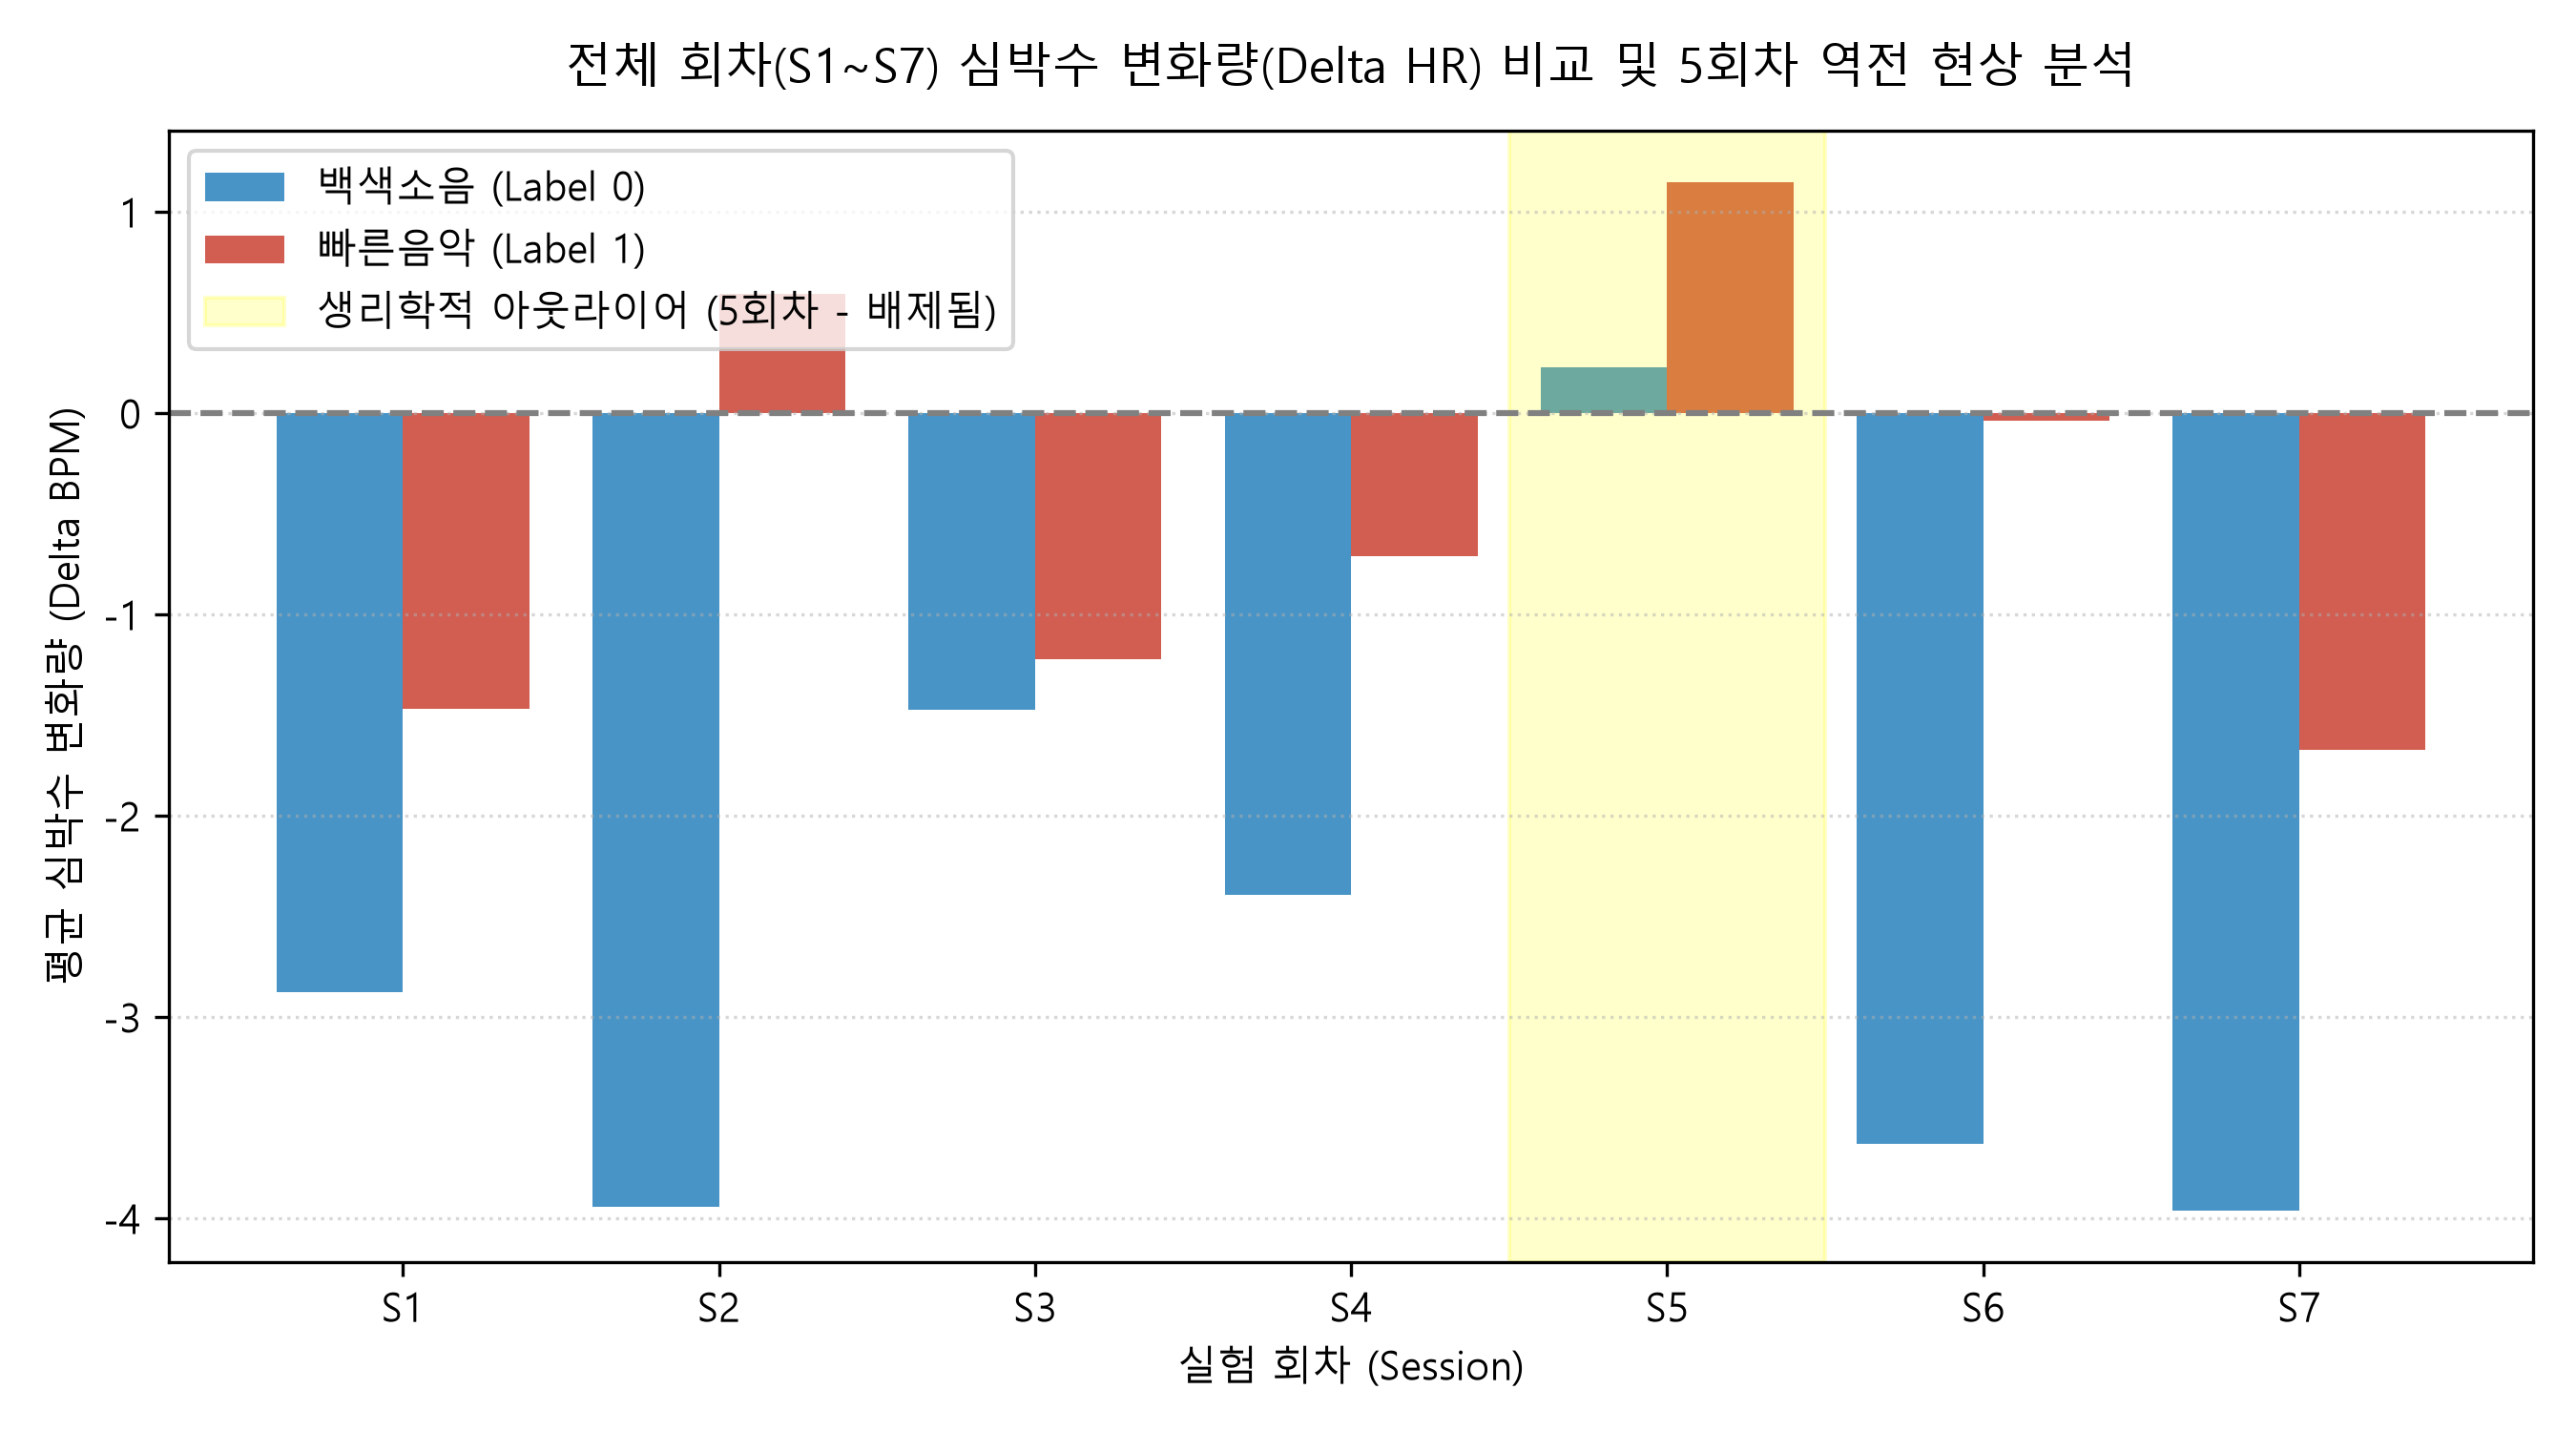 전체 회차(S1~S7) 심박수 변화량(Delta HR) 비교 및 5회차 역전 현상 분석
백색소음 (Label 0)
빠른음악 (Label 1)
생리학적 아웃라이어 (5회차 - 배제됨)
평균 심박수 변화량 (Delta BPM)
1
0
-1
-2
-3
-4
S1 S2 S3 S4 S5 S6 S7
실험 회차 (Session)